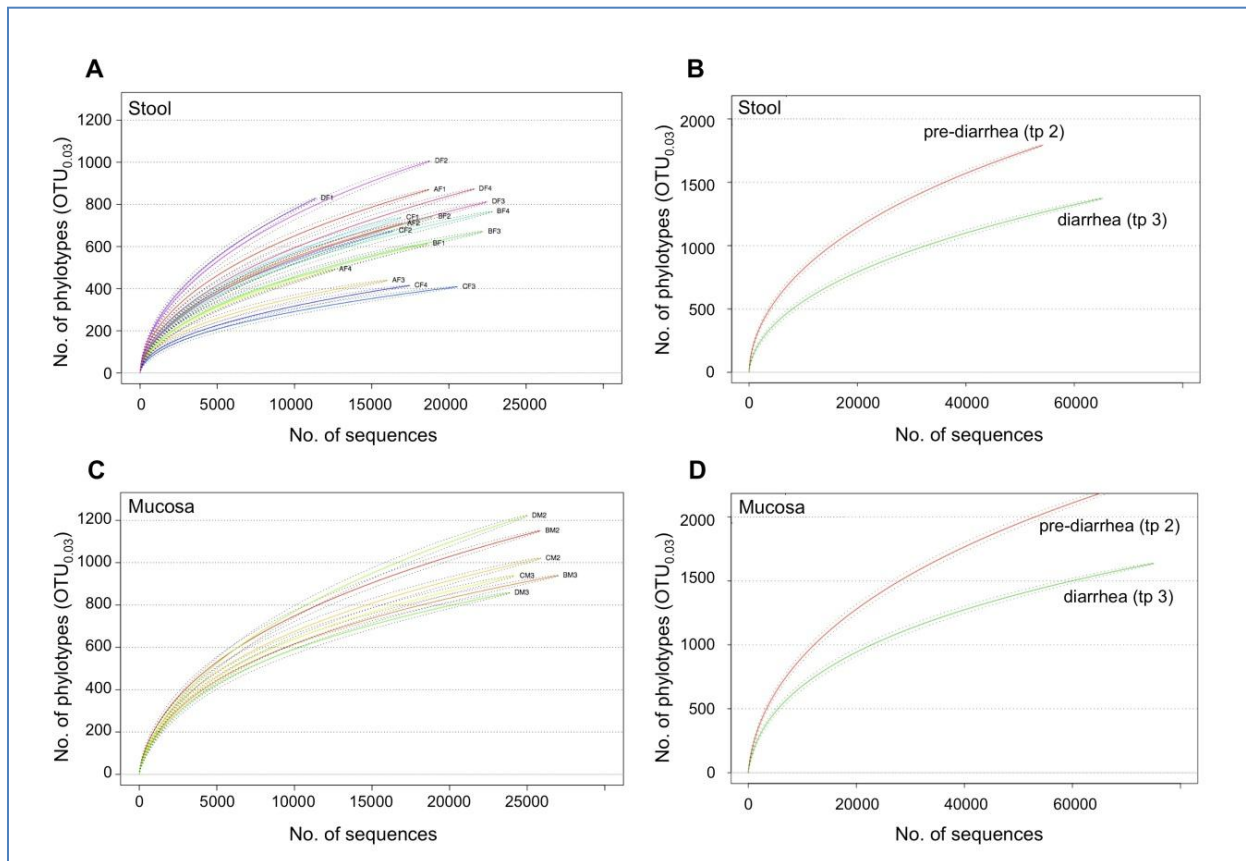 A
Stool
No. of phylotypes (OTU0.03)
1200
1000
800
600
400
200
0
DF2
AF1
DF4
DF1
DF3
BF4
CF1
BF2
AF2
CF2
BF3
BF1
AF4
AF3
CF4
CF3
0 5000 10000 15000 20000 25000
No. of sequences
B
Stool
No. of phylotypes (OTU0.03)
2000
1500
1000
500
0
pre-diarrhea (tp 2)
diarrhea (tp 3)
0 20000 40000 60000
No. of sequences
C
Mucosa
No. of phylotypes (OTU0.03)
1200
1000
800
600
400
200
0
DM2
BM2
CM2
CM3
BM3
DM3
0 5000 10000 15000 20000 25000
No. of sequences
D
Mucosa
No. of phylotypes (OTU0.03)
2000
1500
1000
500
0
pre-diarrhea (tp 2)
diarrhea (tp 3)
0 20000 40000 60000
No. of sequences